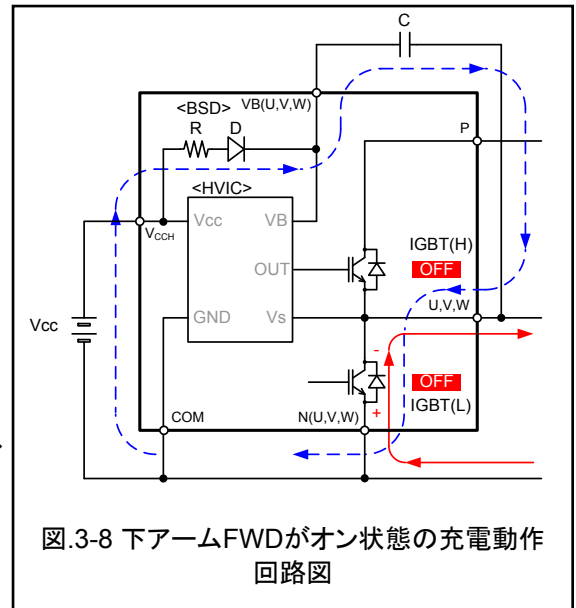 C
<BSD>
VB(U,V,W)
R D
P
<HVIC>
Vcc VB
VCCH
IGBT(H)
OUT
OFF
U,V,W
Vcc
GND Vs
-
OFF
IGBT(L)
+
COM
N(U,V,W)
図.3-8 下アームFWDがオン状態の充電動作
回路図